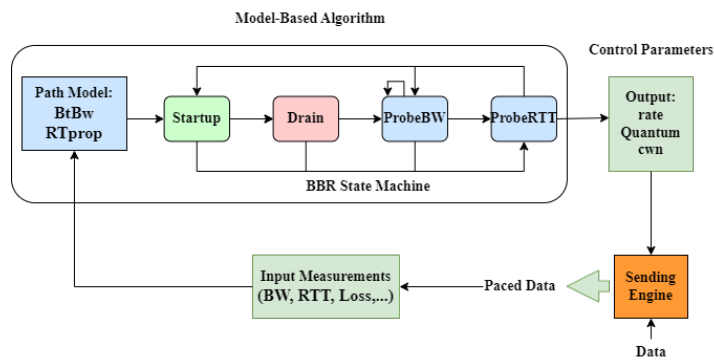 Model-Based Algorithm
Control Parameters
Path Model:
BtBw
RTprop
Startup
Drain
ProbeBW
ProbeRTT
BBR State Machine
Output:
rate
Quantum
cwn
Input Measurements
(BW, RTT, Loss,...)
Paced Data
Sending
Engine
Data